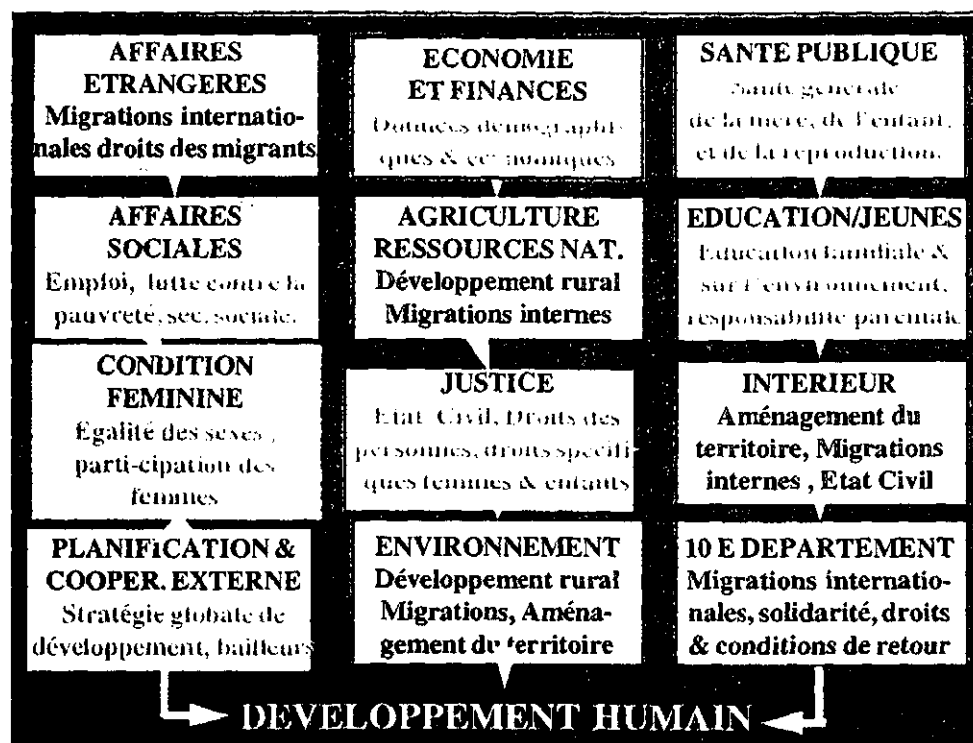 AFFAIRES
ETRANGERES
Migrations internatio-
nales droits des migrants
AFFAIRES
SOCIALES
Emploi, lutte contre la
pauvreté, sec. sociale.
CONDITION
FEMININE
Egalité des sexes,
parti-cipation des
femmes
PLANIFICATION &
COOPER. EXTERNE
Stratégie globale de
développement, bailleurs
ECONOMIE
ET FINANCES
Données démographi-
ques & économiques
AGRICULTURE
RESSOURCES NAT.
Développement rural
Migrations internes
JUSTICE
Etat Civil, Droits des
personnes, droits spécifi-
ques femmes & enfants
ENVIRONNEMENT
Développement rural
Migrations, Aména-
gement du territoire
SANTE PUBLIQUE
Santé générale
de la mère, de l'enfant,
et de la reproduction.
EDUCATION/JEUNES
Education familiale &
sur l'environnement,
responsabilité parentale
INTERIEUR
Aménagement du
territoire, Migrations
internes , Etat Civil
10 E DEPARTEMENT
Migrations internatio-
nales, solidarité, droits
& conditions de retour
DEVELOPPEMENT HUMAIN